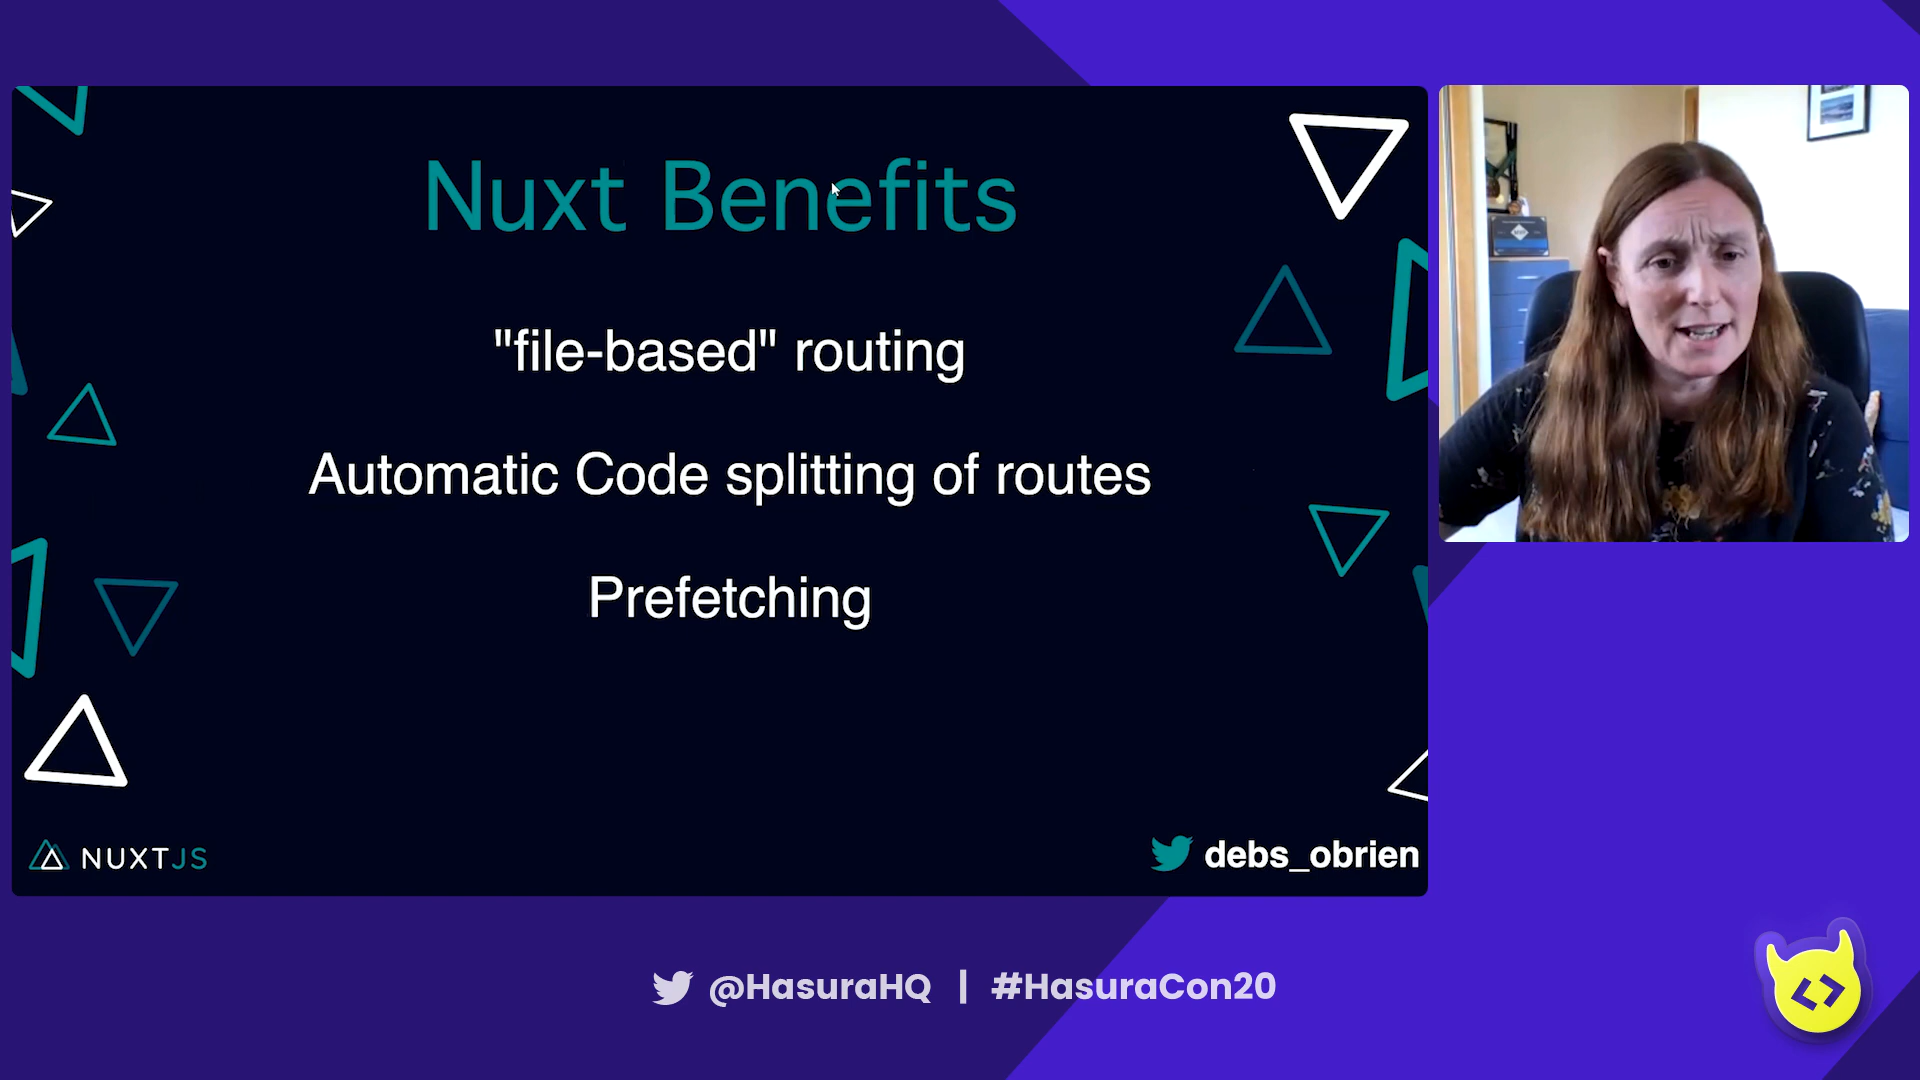 Nuxt Benefits
"file-based" routing
Automatic Code splitting of routes
Prefetching
NUXTJS
debs_obrien
@HasuraHQ | #HasuraCon20